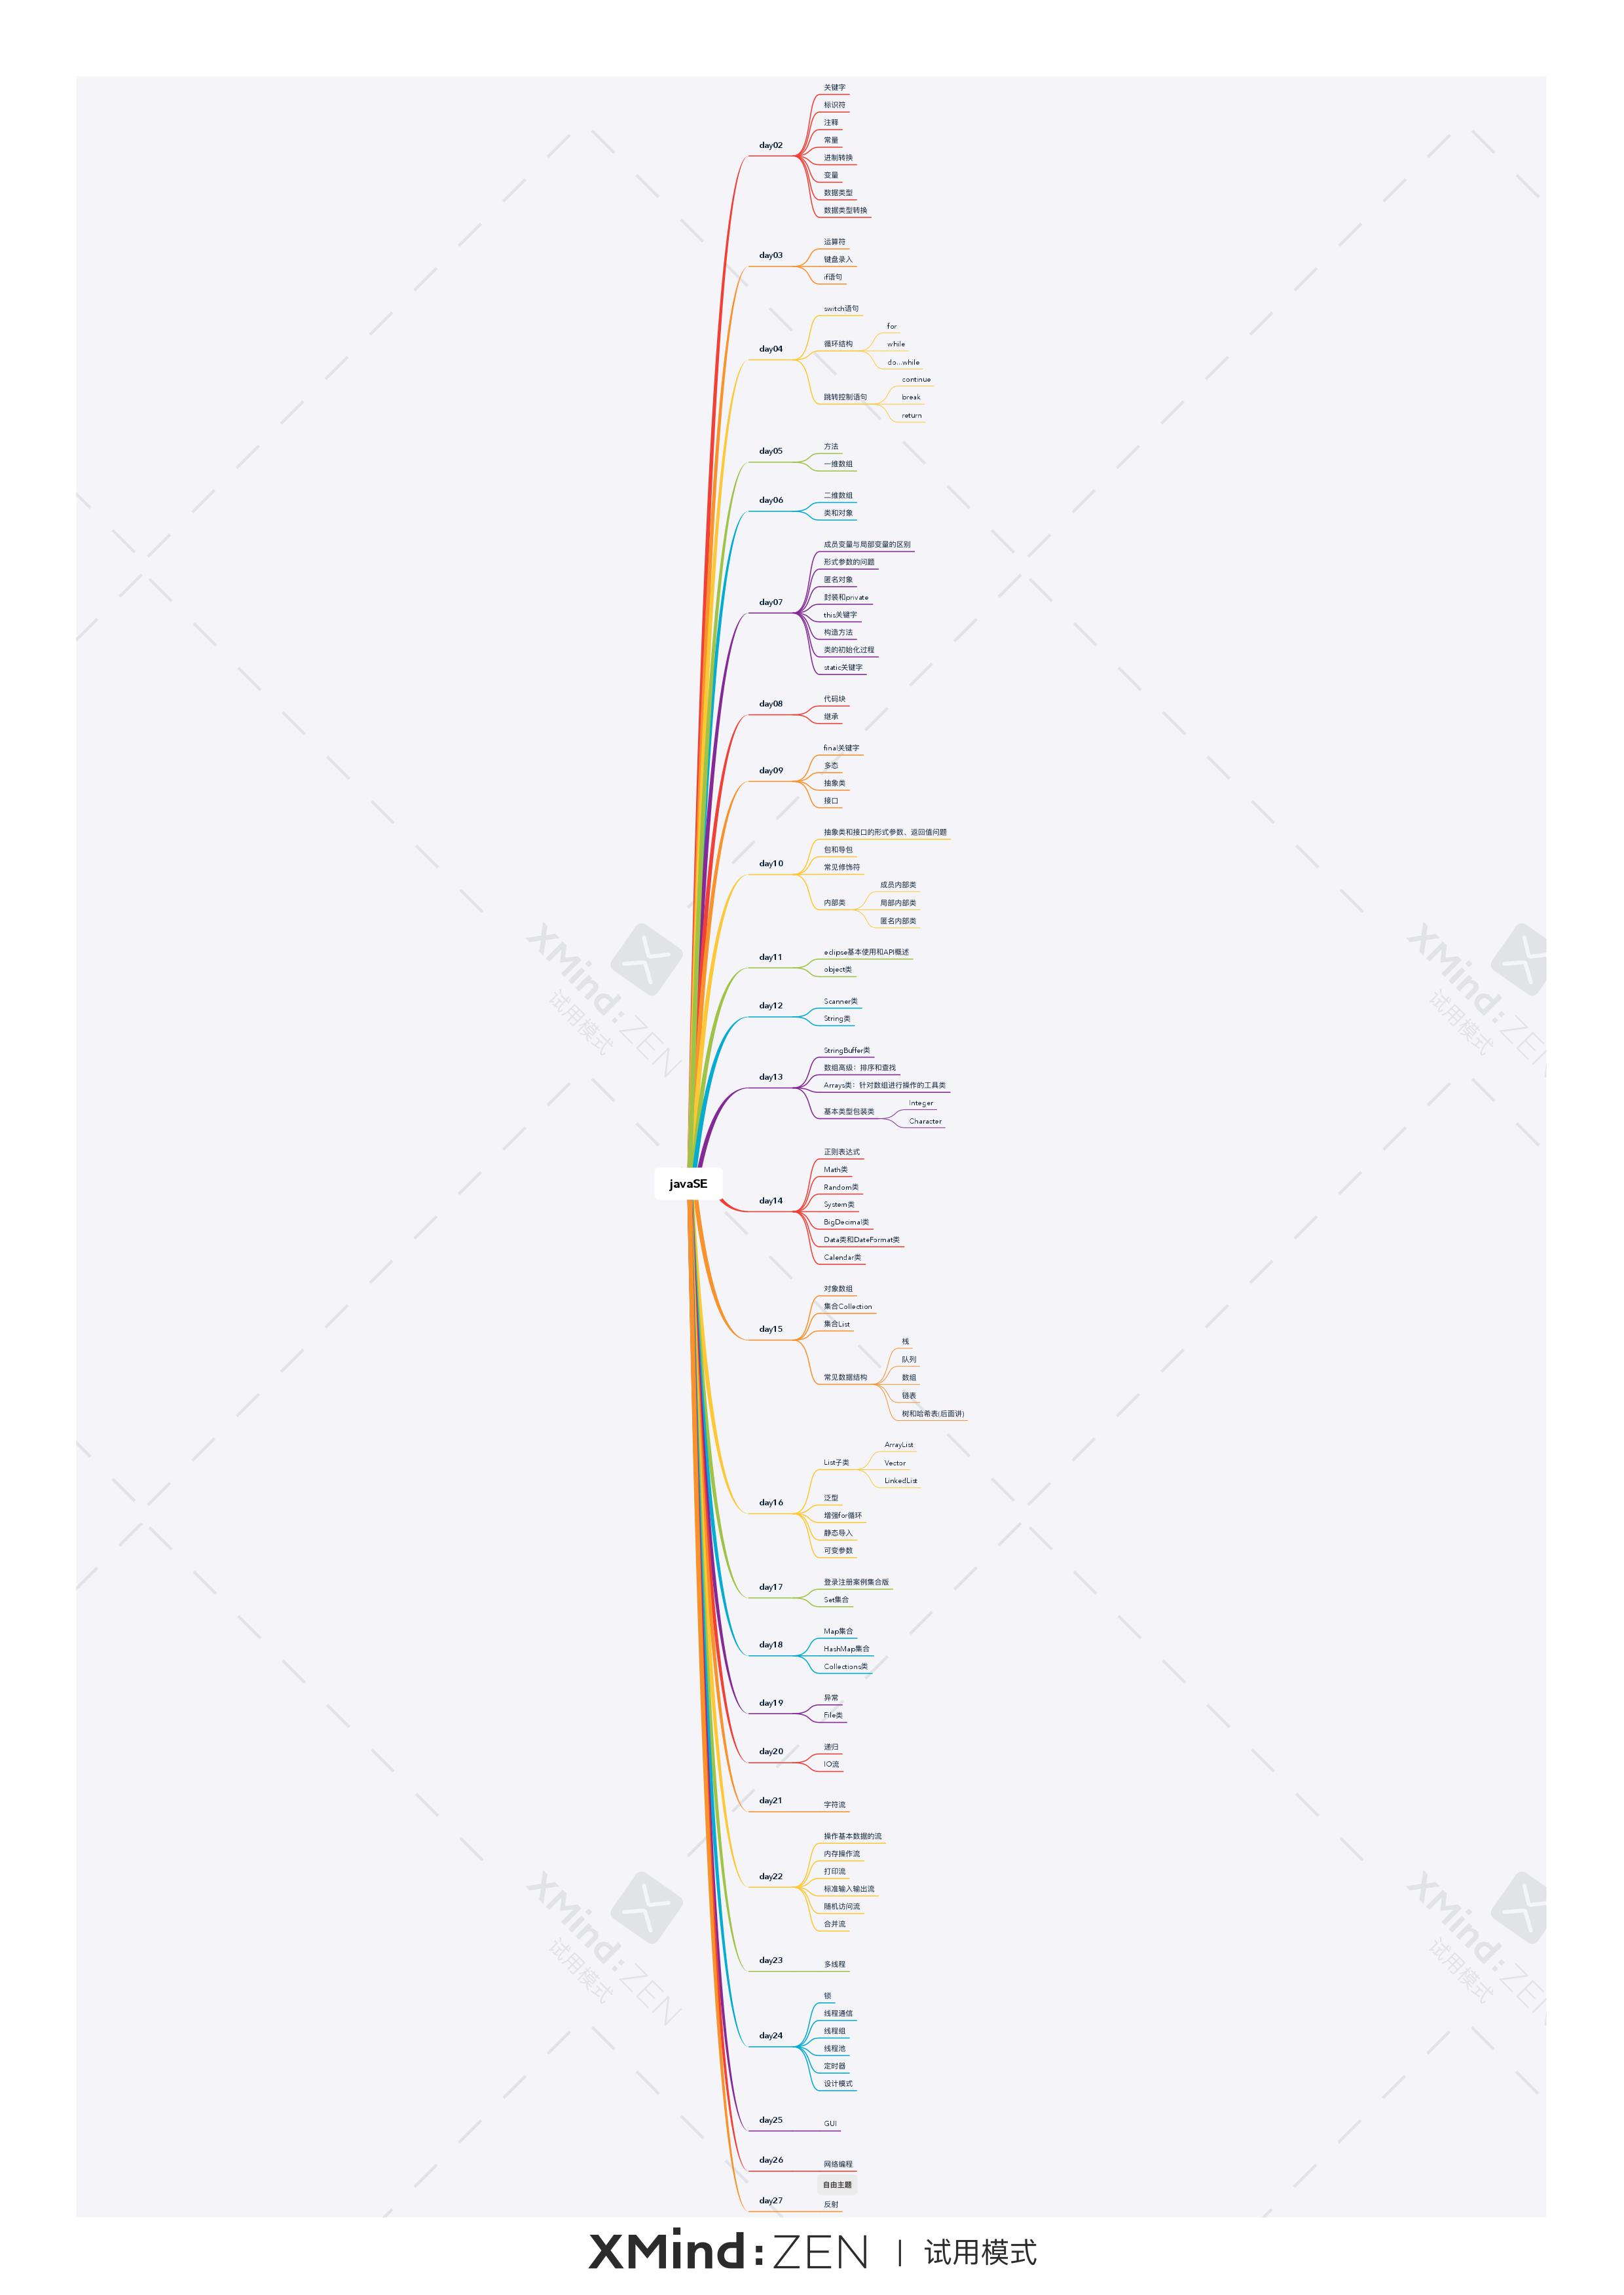 javaSE
day02
关键字
标识符
注释
常量
进制转换
变量
数据类型
数据类型转换
day03
运算符
键盘录入
if语句
day04
switch语句
循环结构
for
while
do...while
跳转控制语句
continue
break
return
day05
方法
一维数组
day06
二维数组
类和对象
day07
成员变量与局部变量的区别
形式参数的问题
匿名对象
封装和private
this关键字
构造方法
类的初始化过程
static关键字
day08
代码块
继承
day09
final关键字
多态
抽象类
接口
day10
抽象类和接口的形式参数、返回值问题
包和导包
常见修饰符
内部类
成员内部类
局部内部类
匿名内部类
day11
eclipse基本使用和API概述
object类
day12
Scanner类
String类
day13
StringBuffer类
数组高级：排序和查找
Arrays类：针对数组进行操作的工具类
基本类型包装类
Integer
Character
day14
正则表达式
Math类
Random类
System类
BigDecimal类
Data类和DateFormat类
Calendar类
day15
对象数组
集合Collection
集合List
常见数据结构
栈
队列
数组
链表
树和哈希表(后面讲)
day16
List子类
ArrayList
Vector
LinkedList
泛型
增强for循环
静态导入
可变参数
day17
登录注册案例集合版
Set集合
day18
Map集合
HashMap集合
Collections类
day19
异常
File类
day20
递归
IO流
day21
字符流
day22
操作基本数据的流
内存操作流
打印流
标准输入输出流
随机访问流
合并流
day23
多线程
day24
锁
线程通信
线程组
线程池
定时器
设计模式
day25
GUI
day26
网络编程
自由主题
day27
反射
XMind:ZEN
试用模式
XMind:ZEN
试用模式
XMind:ZEN
试用模式
XMind:ZEN
试用模式
XMind:ZEN | 试用模式